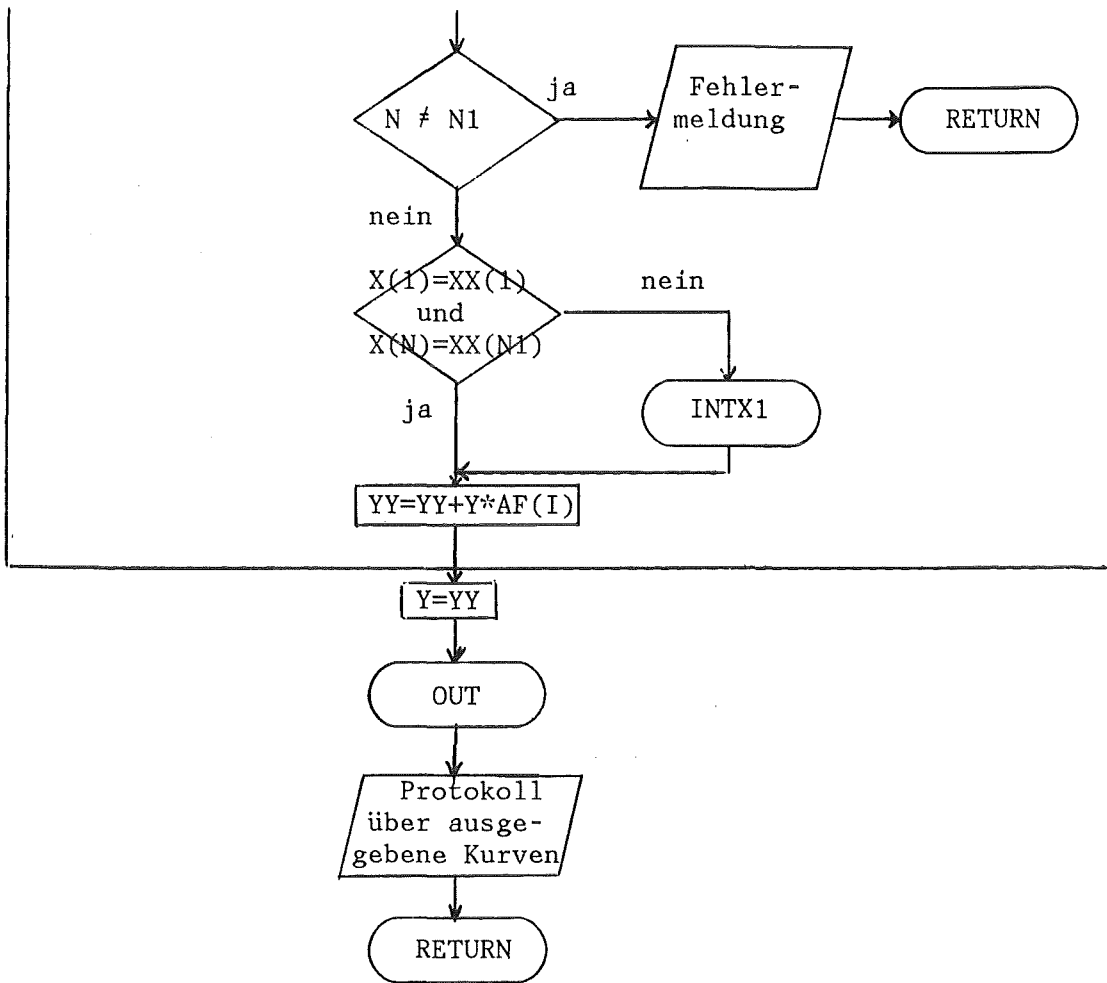 ja
N ≠ N1
Fehler-
meldung
RETURN
nein
X(1)=XX(1)
und
X(N)=XX(N1)
nein
ja
INTX1
YY=YY+Y*AF(I)
Y=YY
OUT
Protokoll
über ausge-
gebene Kurven
RETURN